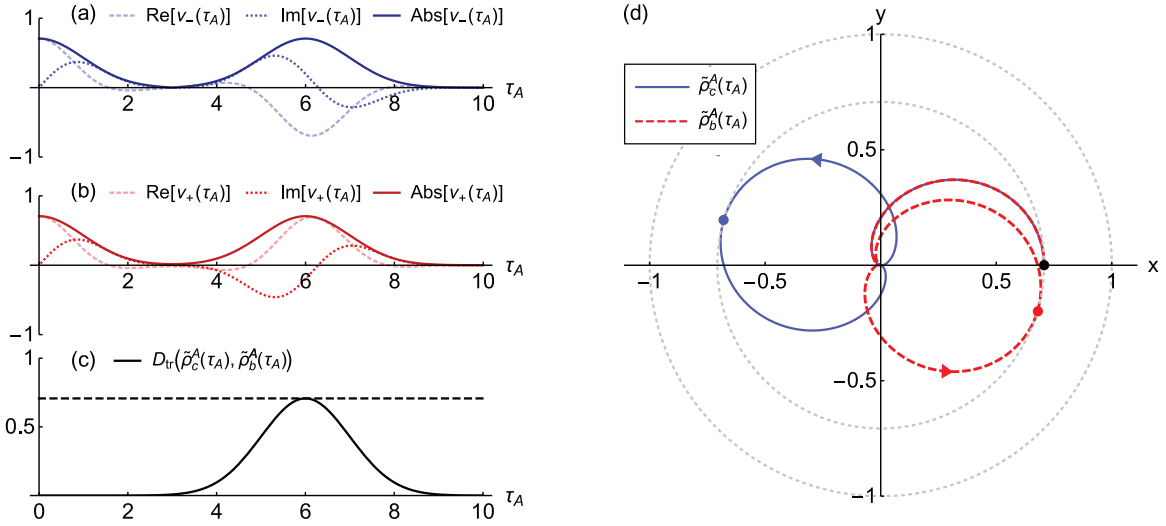 (a) Re[v₋(τ_A)] Im[v₋(τ_A)] Abs[v₋(τ_A)]
1
2 4 6 8 10 τ_A
−1
(b) Re[v₊(τ_A)] Im[v₊(τ_A)] Abs[v₊(τ_A)]
1
2 4 6 8 10 τ_A
−1
(c) D_tr(ρ̃_c^A(τ_A), ρ̃_b^A(τ_A))
1
0.5
0 2 4 6 8 10 τ_A
(d)
y
1
ρ̃_c^A(τ_A)
ρ̃_b^A(τ_A)
0.5
−1 −0.5 0.5 1 x
−0.5
−1